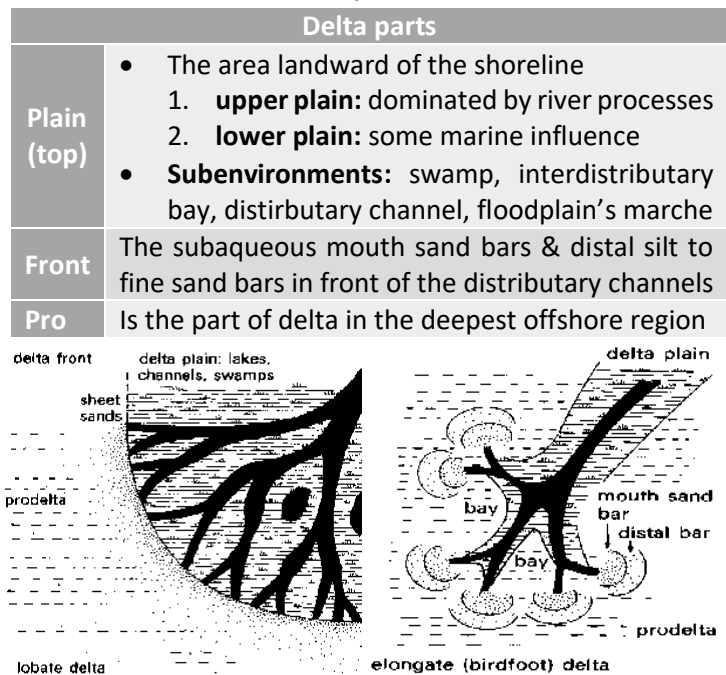 Delta parts
Plain
(top)
• The area landward of the shoreline
1. upper plain: dominated by river processes
2. lower plain: some marine influence
• Subenvironments: swamp, interdistributary
bay, distirbutary channel, floodplain's marche
Front
The subaqueous mouth sand bars & distal silt to
fine sand bars in front of the distributary channels
Pro
Is the part of delta in the deepest offshore region
delta front
delta plain: lakes,
channels, swamps
sheet
sands
prodelta
lobate delta
delta plain
bay
mouth sand
bar
distal bar
bay
prodelta
elongate (birdfoot) delta